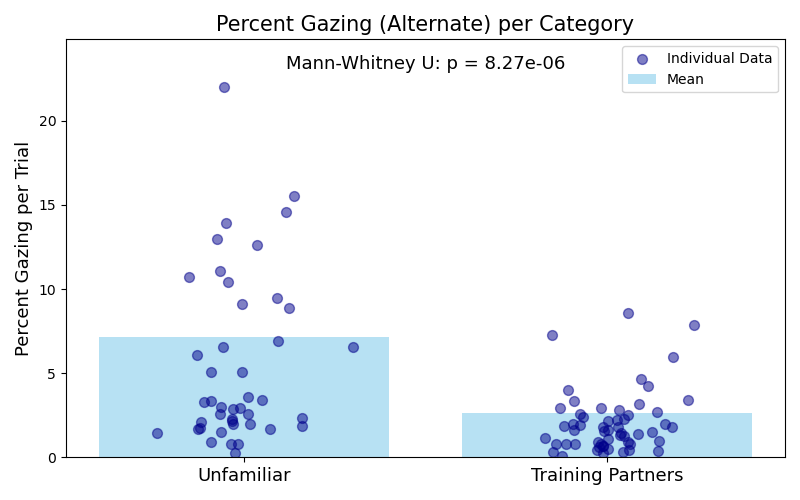 Percent Gazing (Alternate) per Category
Mann-Whitney U: p = 8.27e-06
Individual Data
Mean
Percent Gazing per Trial
20
15
10
5
0
Unfamiliar
Training Partners